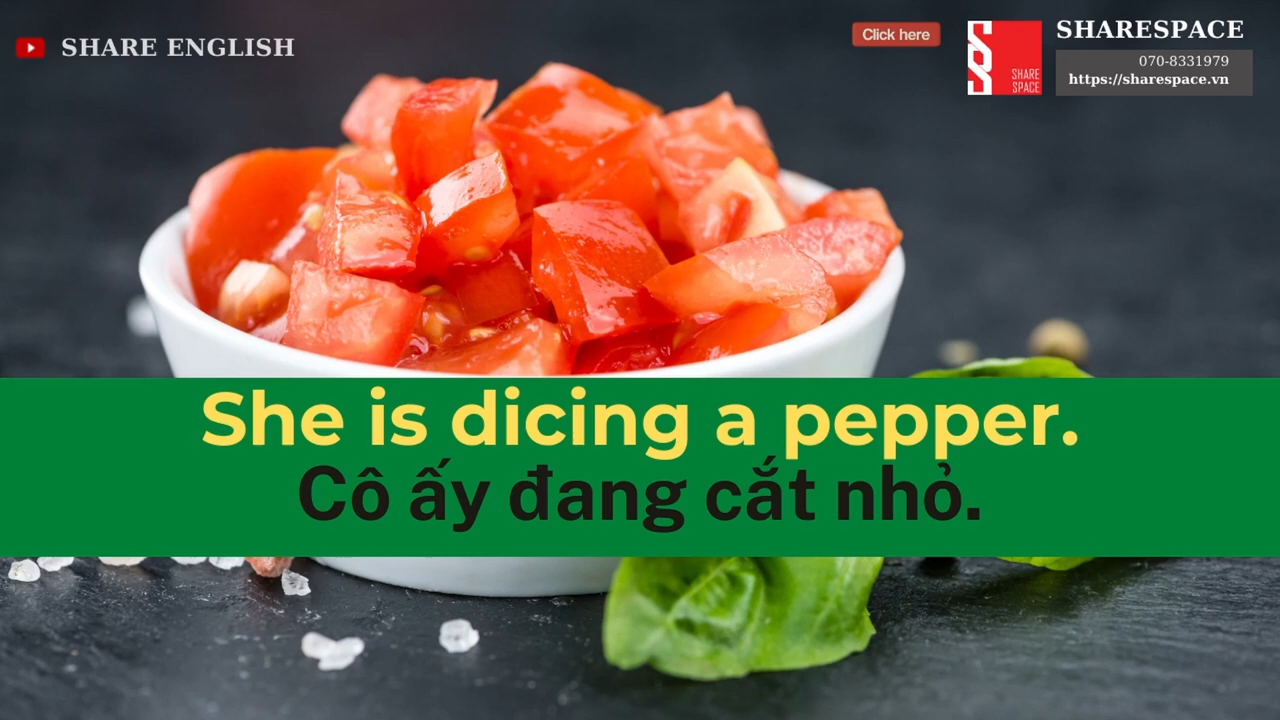 SHARE ENGLISH
Click here
SHARE
SPACE
SHARESPACE
070-8331979
https://sharespace.vn
She is dicing a pepper.
Cô ấy đang cắt nhỏ.